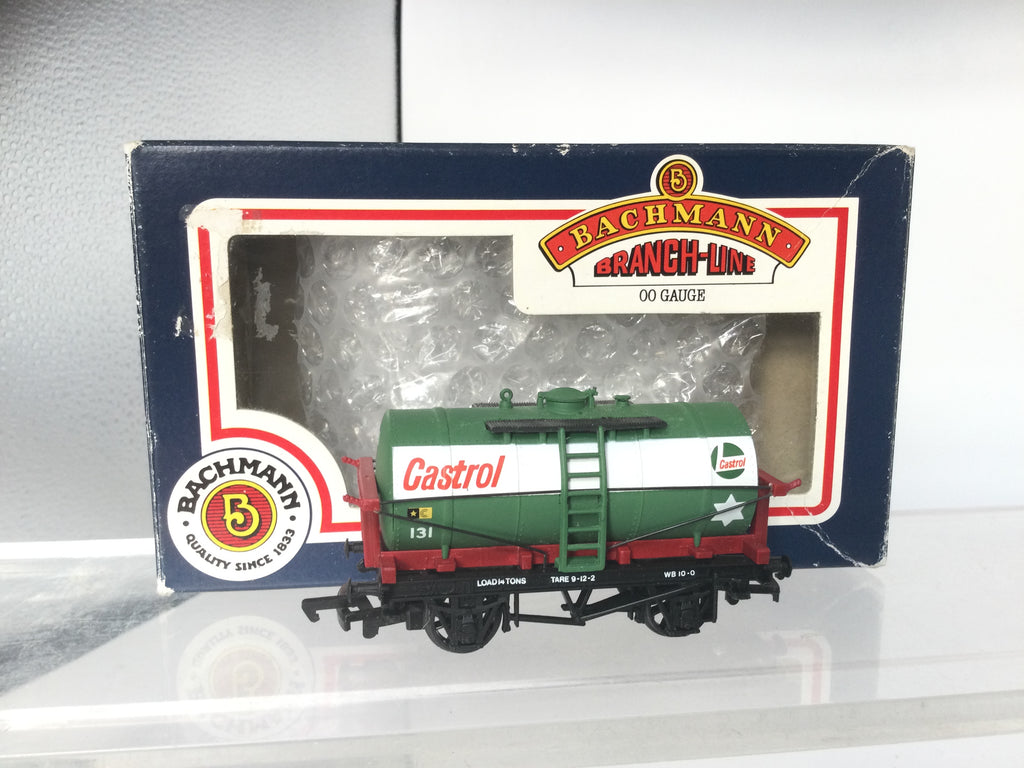 B
BACHMANN
BRANCH-LINE
OO GAUGE
BACHMANN
B
QUALITY SINCE 1833
Castrol
Castrol
131
LOAD 14 TONS TARE 9-12-2 WB 10-0